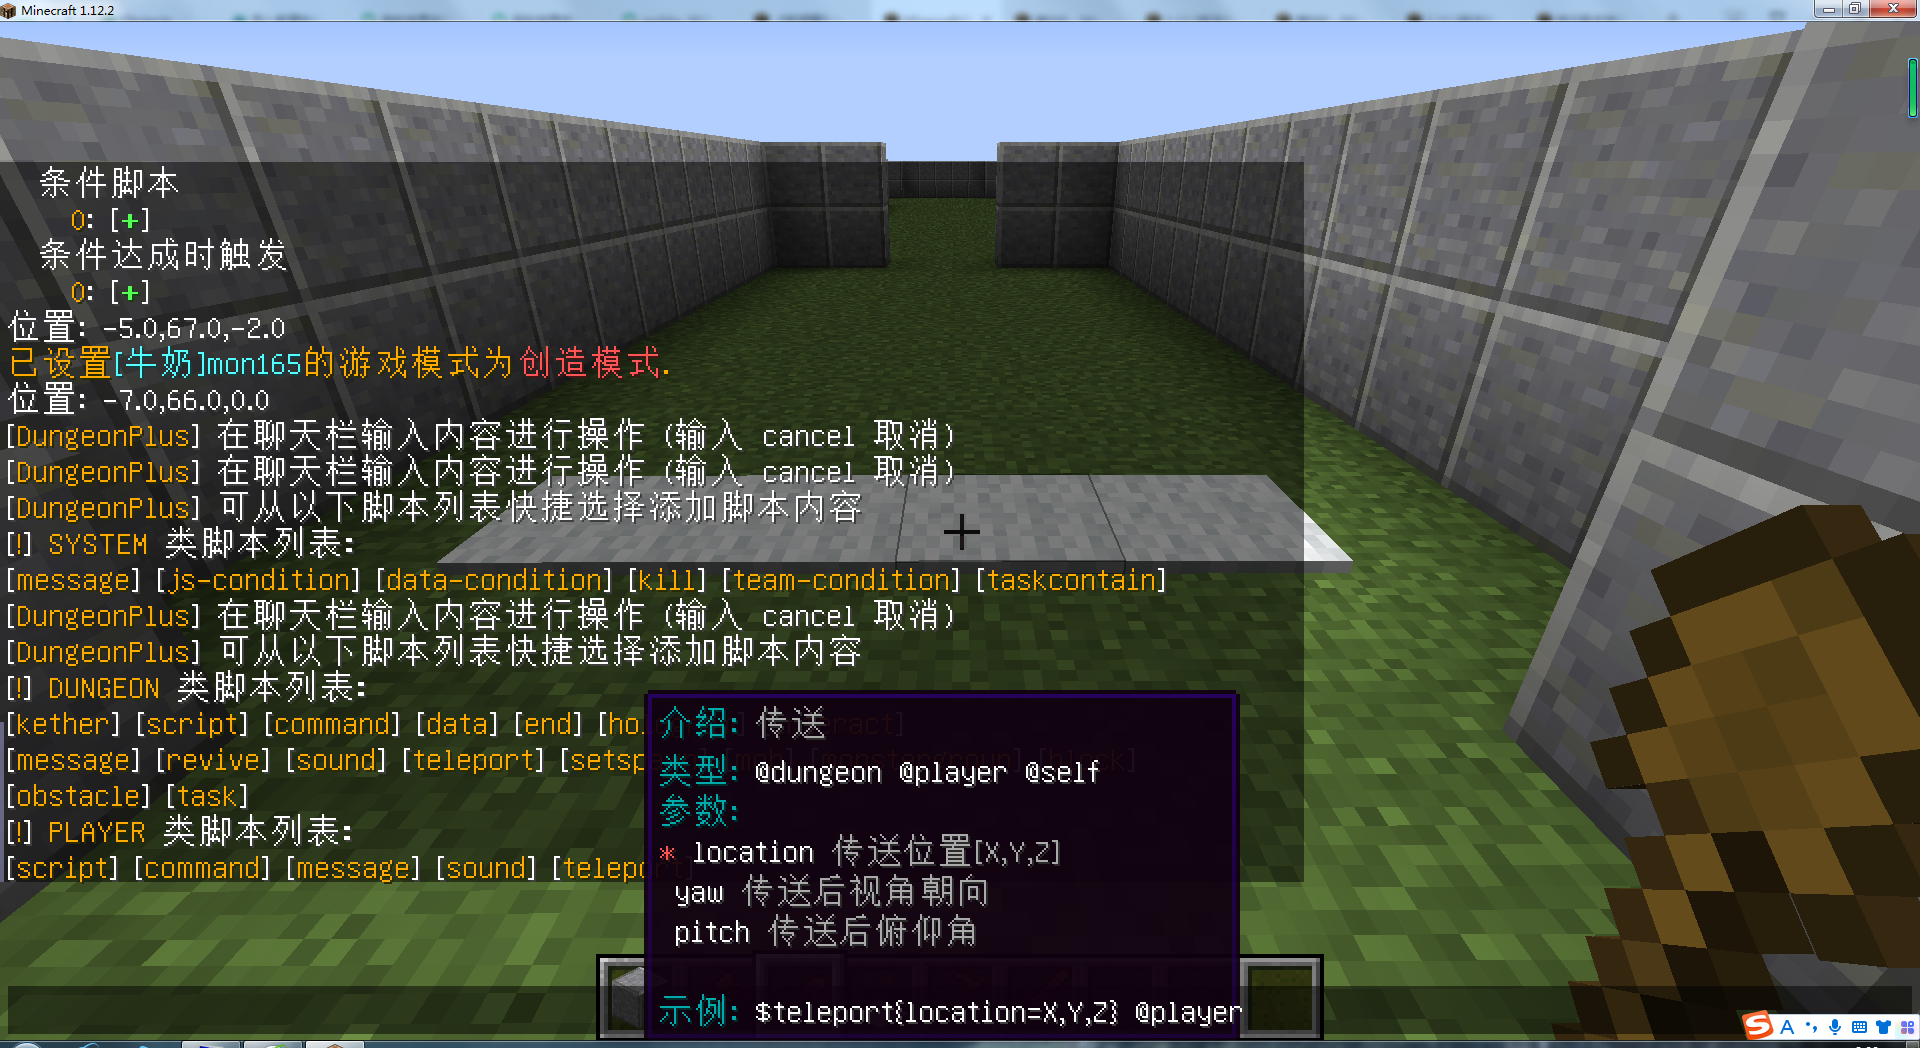 Minecraft 1.12.2
条件脚本
0: [+]
条件达成时触发
0: [+]
位置: -5.0,67.0,-2.0
已设置[牛奶]mon165的游戏模式为创造模式.
位置: -7.0,66.0,0.0
[DungeonPlus] 在聊天栏输入内容进行操作 (输入 cancel 取消)
[DungeonPlus] 在聊天栏输入内容进行操作 (输入 cancel 取消)
[DungeonPlus] 可从以下脚本列表快捷选择添加脚本内容
[!] SYSTEM 类脚本列表:
[message] [js-condition] [data-condition] [kill] [team-condition] [taskcontain]
[DungeonPlus] 在聊天栏输入内容进行操作 (输入 cancel 取消)
[DungeonPlus] 可从以下脚本列表快捷选择添加脚本内容
[!] DUNGEON 类脚本列表:
[kether] [script] [command] [data] [end]
[message] [revive] [sound] [teleport]
[obstacle] [task]
[!] PLAYER 类脚本列表:
[script] [command] [message] [sound] [teleport]
介绍: 传送
类型: @dungeon @player @self
参数:
* location 传送位置[X,Y,Z]
yaw 传送后视角朝向
pitch 传送后俯仰角
示例: $teleport{location=X,Y,Z} @player
A